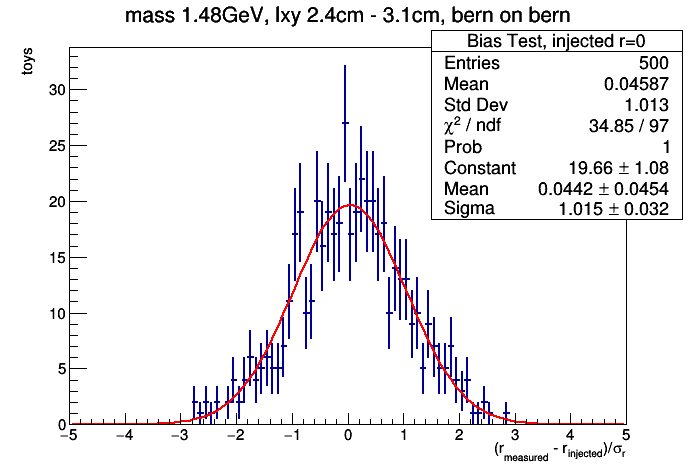 mass 1.48GeV, lxy 2.4cm - 3.1cm, bern on bern
toys
Bias Test, injected r=0
Entries 500
Mean 0.04587
Std Dev 1.013
χ² / ndf 34.85 / 97
Prob 1
Constant 19.66 ± 1.08
Mean 0.0442 ± 0.0454
Sigma 1.015 ± 0.032
30
25
20
15
10
5
0
−5 −4 −3 −2 −1 0 1 2 3 4 5
(r_measured - r_injected)/σ_r